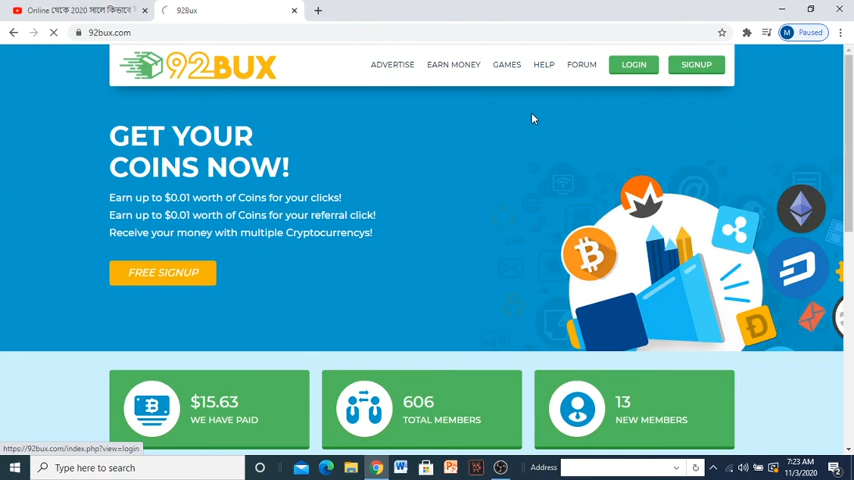 Online থেকে 2020 সালে কিভাবে
92Bux
92bux.com
M Paused
92BUX
ADVERTISE EARN MONEY GAMES HELP FORUM LOGIN SIGNUP
GET YOUR
COINS NOW!
Earn up to $0.01 worth of Coins for your clicks!
Earn up to $0.01 worth of Coins for your referral click!
Receive your money with multiple Cryptocurrencys!
FREE SIGNUP
$15.63
WE HAVE PAID
606
TOTAL MEMBERS
13
NEW MEMBERS
https://92bux.com/index.php?view=login
Type here to search
Address
7:23 AM
11/3/2020
2